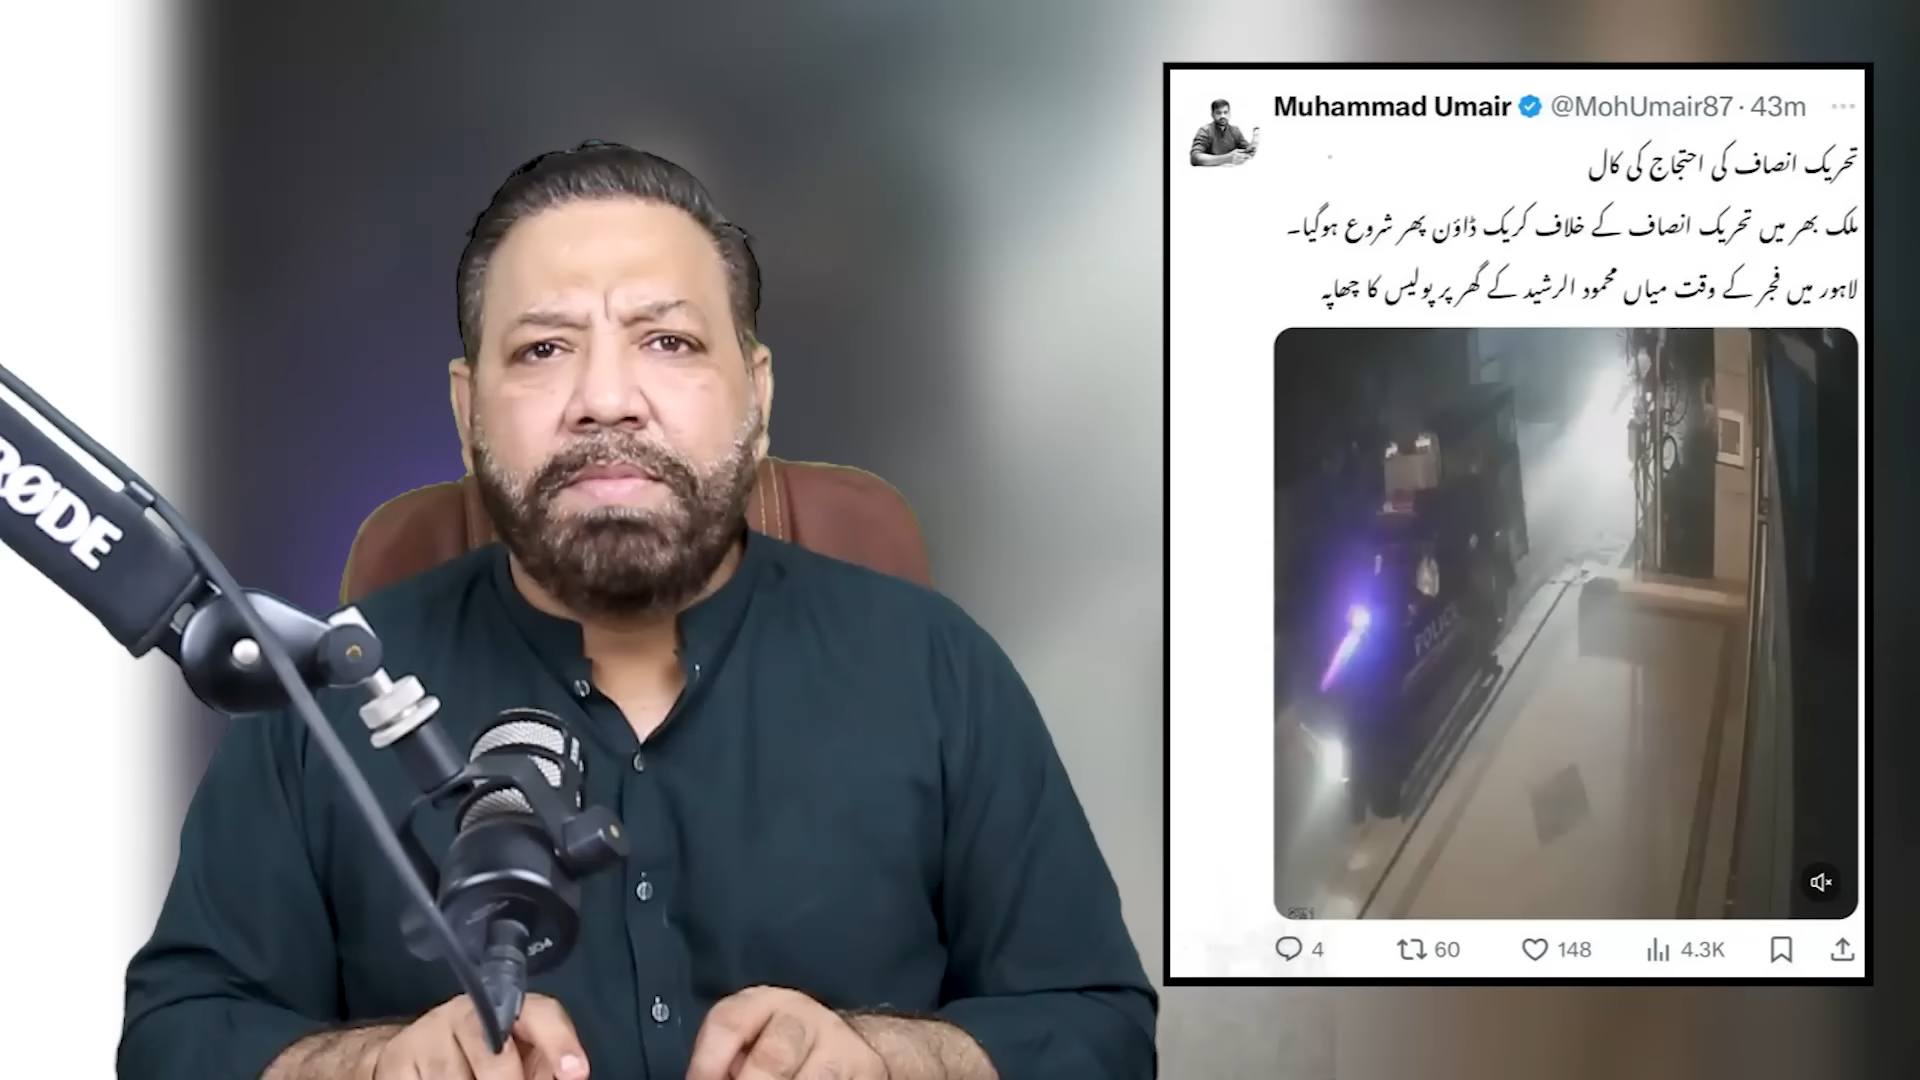 RØDE
Muhammad Umair @MohUmair87 · 43m
تحریک انصاف کی احتجاج کی کال
ملک بھر میں تحریک انصاف کے خلاف کریک ڈاؤن پھر شروع ہوگیا۔
لاہور میں فجر کے وقت میاں محمود الرشید کے گھر پر پولیس کا چھاپہ
POLICE
4 60 148 4.3K